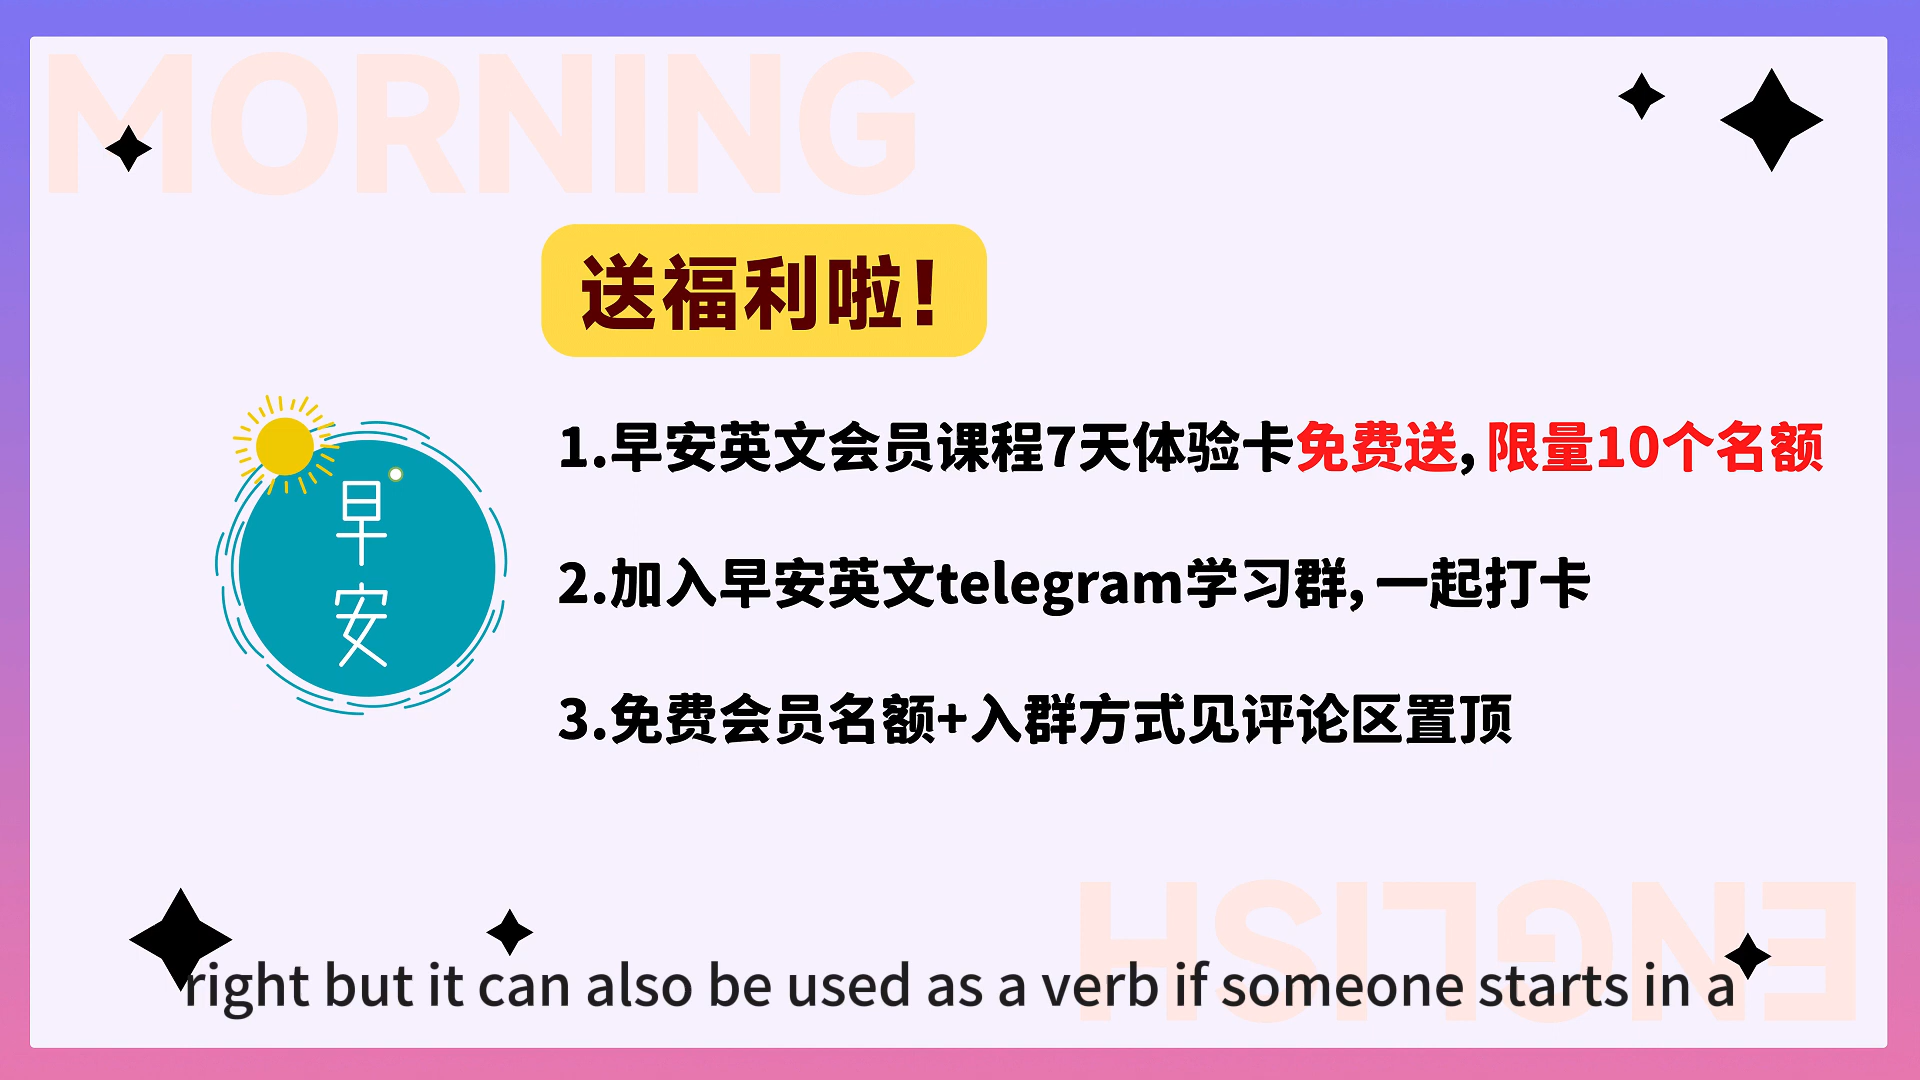 MORNING
送福利啦!
1.早安英文会员课程7天体验卡免费送, 限量10个名额
早
安
2.加入早安英文telegram学习群, 一起打卡
3.免费会员名额+入群方式见评论区置顶
ENGLISH
right but it can also be used as a verb if someone starts in a